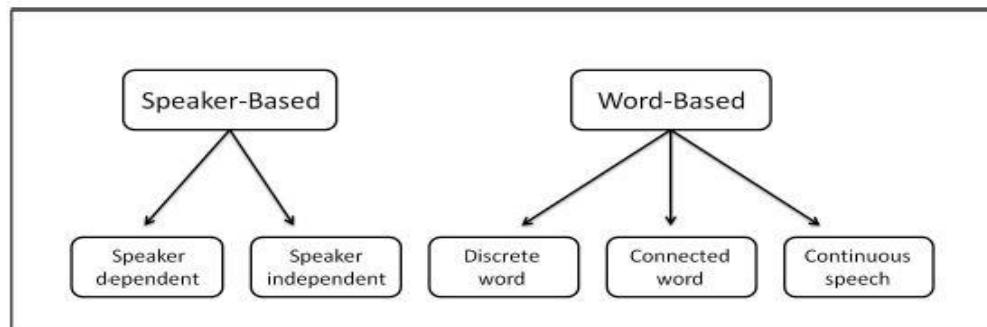 Speaker-Based
Word-Based
Speaker
dependent
Speaker
independent
Discrete
word
Connected
word
Continuous
speech